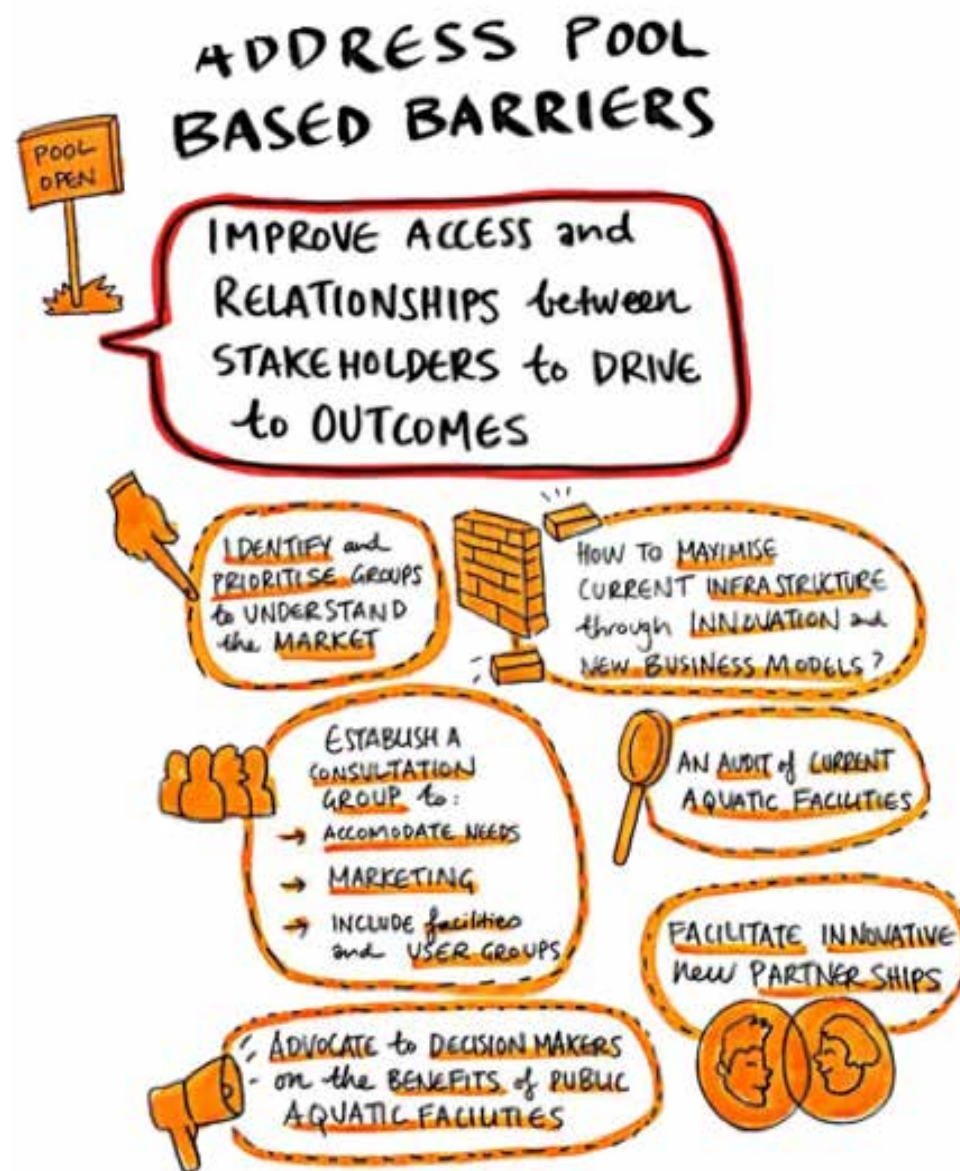 ADDRESS POOL
BASED BARRIERS
POOL
OPEN
IMPROVE ACCESS and
RELATIONSHIPS between
STAKEHOLDERS to DRIVE
to OUTCOMES
IDENTIFY and
PRIORITISE GROUPS
to UNDERSTAND
the MARKET
HOW TO MAXIMISE
CURRENT INFRASTRUCTURE
through INNOVATION and
NEW BUSINESS MODELS?
ESTABLISH A
CONSULTATION
GROUP to:
→ ACCOMODATE NEEDS
→ MARKETING
→ INCLUDE facilities
and USER GROUPS
AN AUDIT of CURRENT
AQUATIC FACILITIES
FACILITATE INNOVATIVE
new PARTNERSHIPS
ADVOCATE to DECISION MAKERS
on the BENEFITS of PUBLIC
AQUATIC FACILITIES